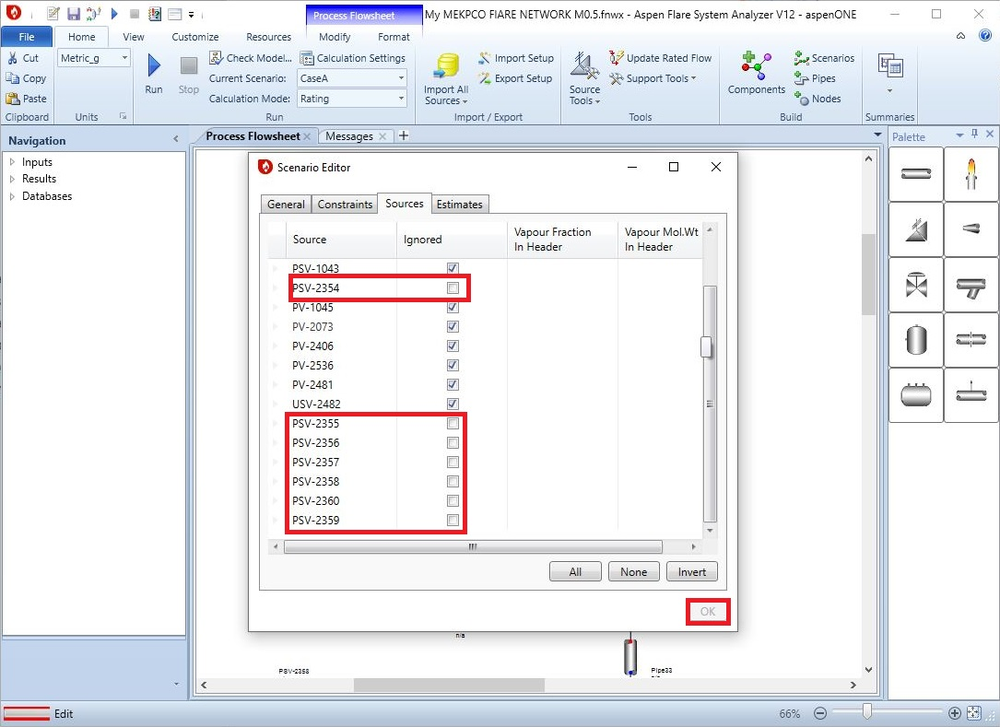 Process Flowsheet
My MEKPCO FlARE NETWORK M0.5.fnwx - Aspen Flare System Analyzer V12 - aspenONE
File Home View Customize Resources Modify Format
Cut
Copy
Paste
Clipboard
Metric_g
Units
Run
Stop
Check Model...
Calculation Settings
Current Scenario: CaseA
Calculation Mode: Rating
Run
Import All
Sources
Import Setup
Export Setup
Import / Export
Source
Tools
Update Rated Flow
Support Tools
Tools
Components
Scenarios
Pipes
Nodes
Build
Summaries
Navigation
Inputs
Results
Databases
Process Flowsheet
Messages
Palette
Scenario Editor
General Constraints Sources Estimates
Source Ignored Vapour Fraction
In Header Vapour Mol.Wt
In Header
PSV-1043
PSV-2354
PV-1045
PV-2073
PV-2406
PV-2536
PV-2481
USV-2482
PSV-2355
PSV-2356
PSV-2357
PSV-2358
PSV-2360
PSV-2359
All None Invert
OK
n/a
PSV-2358
Pipe33
Edit
66%